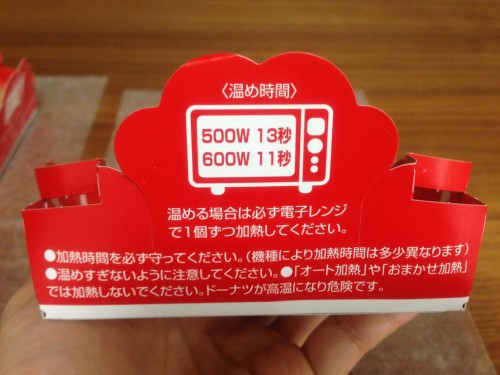 〈温め時間〉
500W 13秒
600W 11秒
温める場合は必ず電子レンジ
で1個ずつ加熱してください。
●加熱時間を必ず守ってください。(機種により加熱時間は多少異なります)
●温めすぎないように注意してください。●「オート加熱」や「おまかせ加熱」
では加熱しないでください。ドーナツが高温になり危険です。